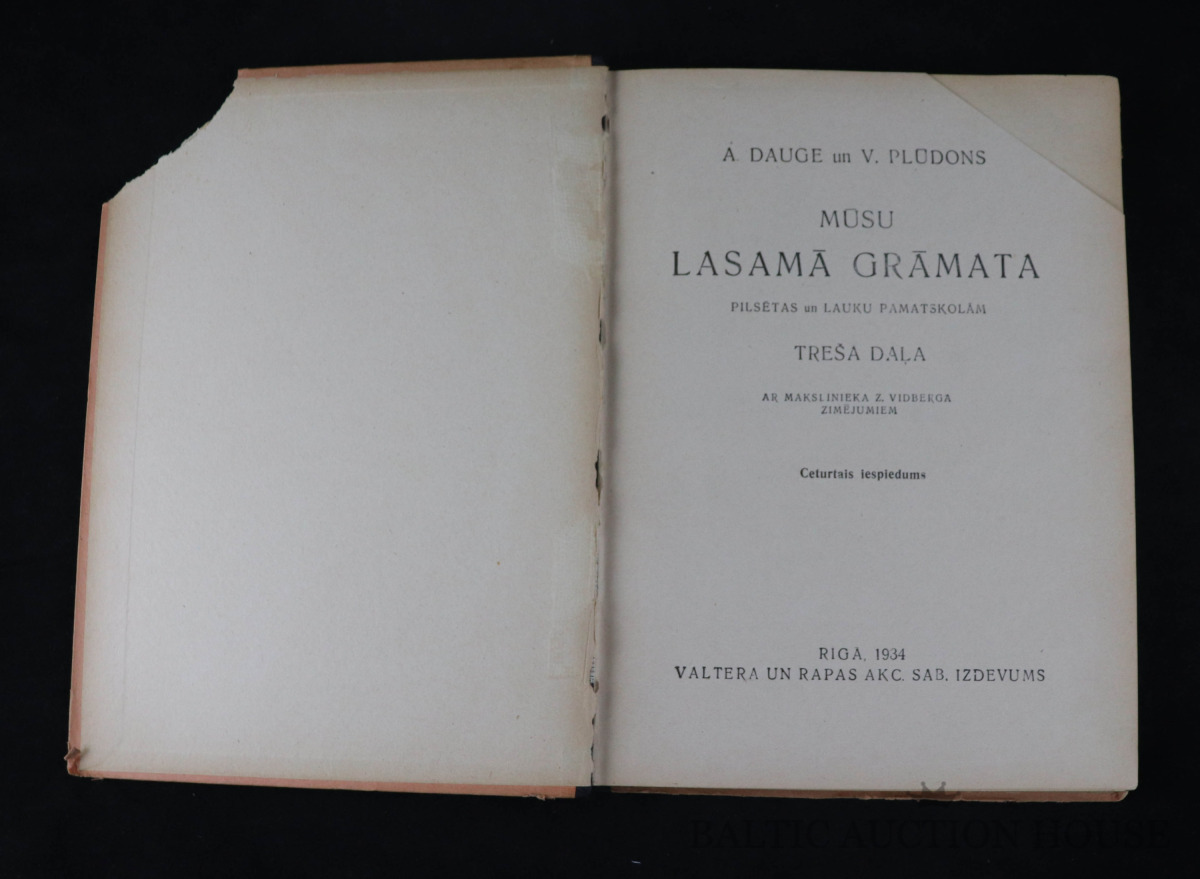 A. DAUGE un V. PLŪDONS
MŪSU
LASAMĀ GRĀMATA
PILSĒTAS un LAUKU PAMATSKOLĀM
TREŠA DAĻA
AR MAKSLINIEKA Z. VIDBERGA
ZIMĒJUMIEM
Ceturtais iespiedums
RIGĀ, 1934
VALTERA UN RAPAS AKC. SAB. IZDEVUMS
BALTIC AUCTION HOUSE